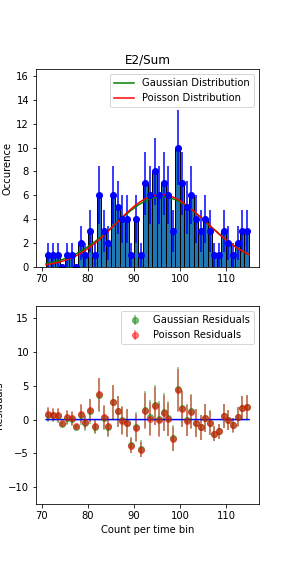 E2/Sum
Occurence
16
14
12
10
8
6
4
2
0
Gaussian Distribution
Poisson Distribution
70 80 90 100 110
15
10
5
0
−5
−10
Gaussian Residuals
Poisson Residuals
70 80 90 100 110
Count per time bin